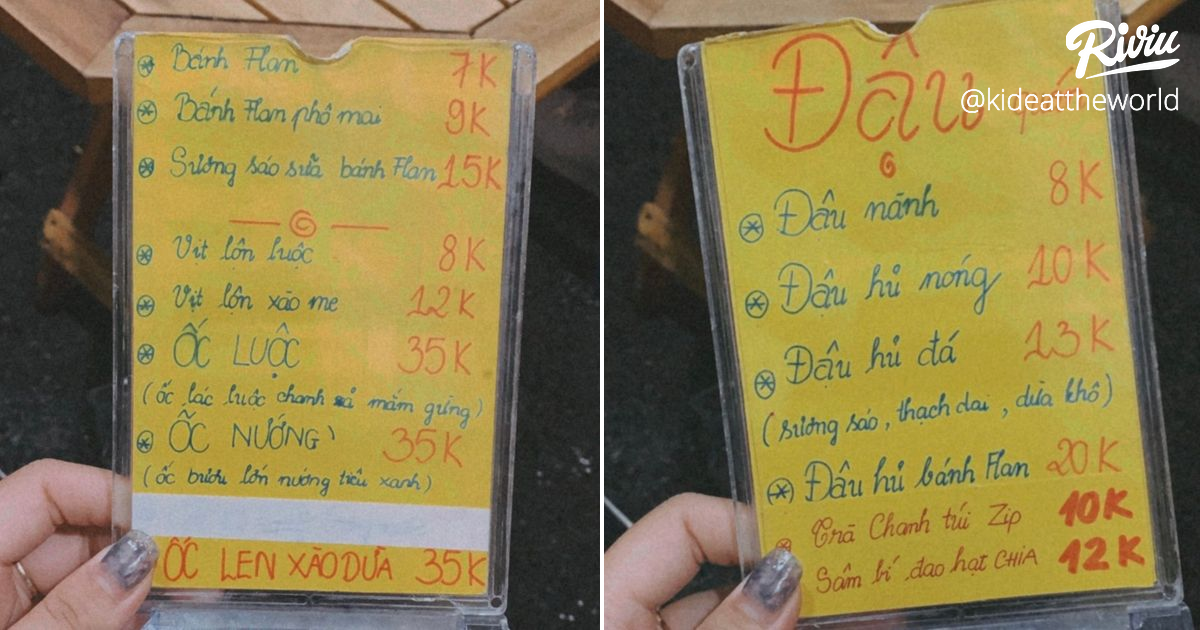 Bánh Flan 7K
Bánh Flan phô mai 9K
Sương sáo sữa bánh Flan 15K
Vịt lộn luộc 8K
Vịt lộn xào me 12K
ỐC LUỘC 35K
(ốc lác luộc chanh sả mắm gừng)
ỐC NƯỚNG 35K
(ốc bươu lớn nướng tiêu xanh)
ỐC LEN XÀO DỪA 35K
Riviu
@kideattheworld
Đậu quán
Đậu nành 8K
Đậu hủ nóng 10K
Đậu hủ đá 13K
(sương sáo, thạch dai, dừa khô)
Đậu hủ bánh Flan 20K
Trà Chanh túi Zip 10K
Sâm bí đao hạt CHIA 12K